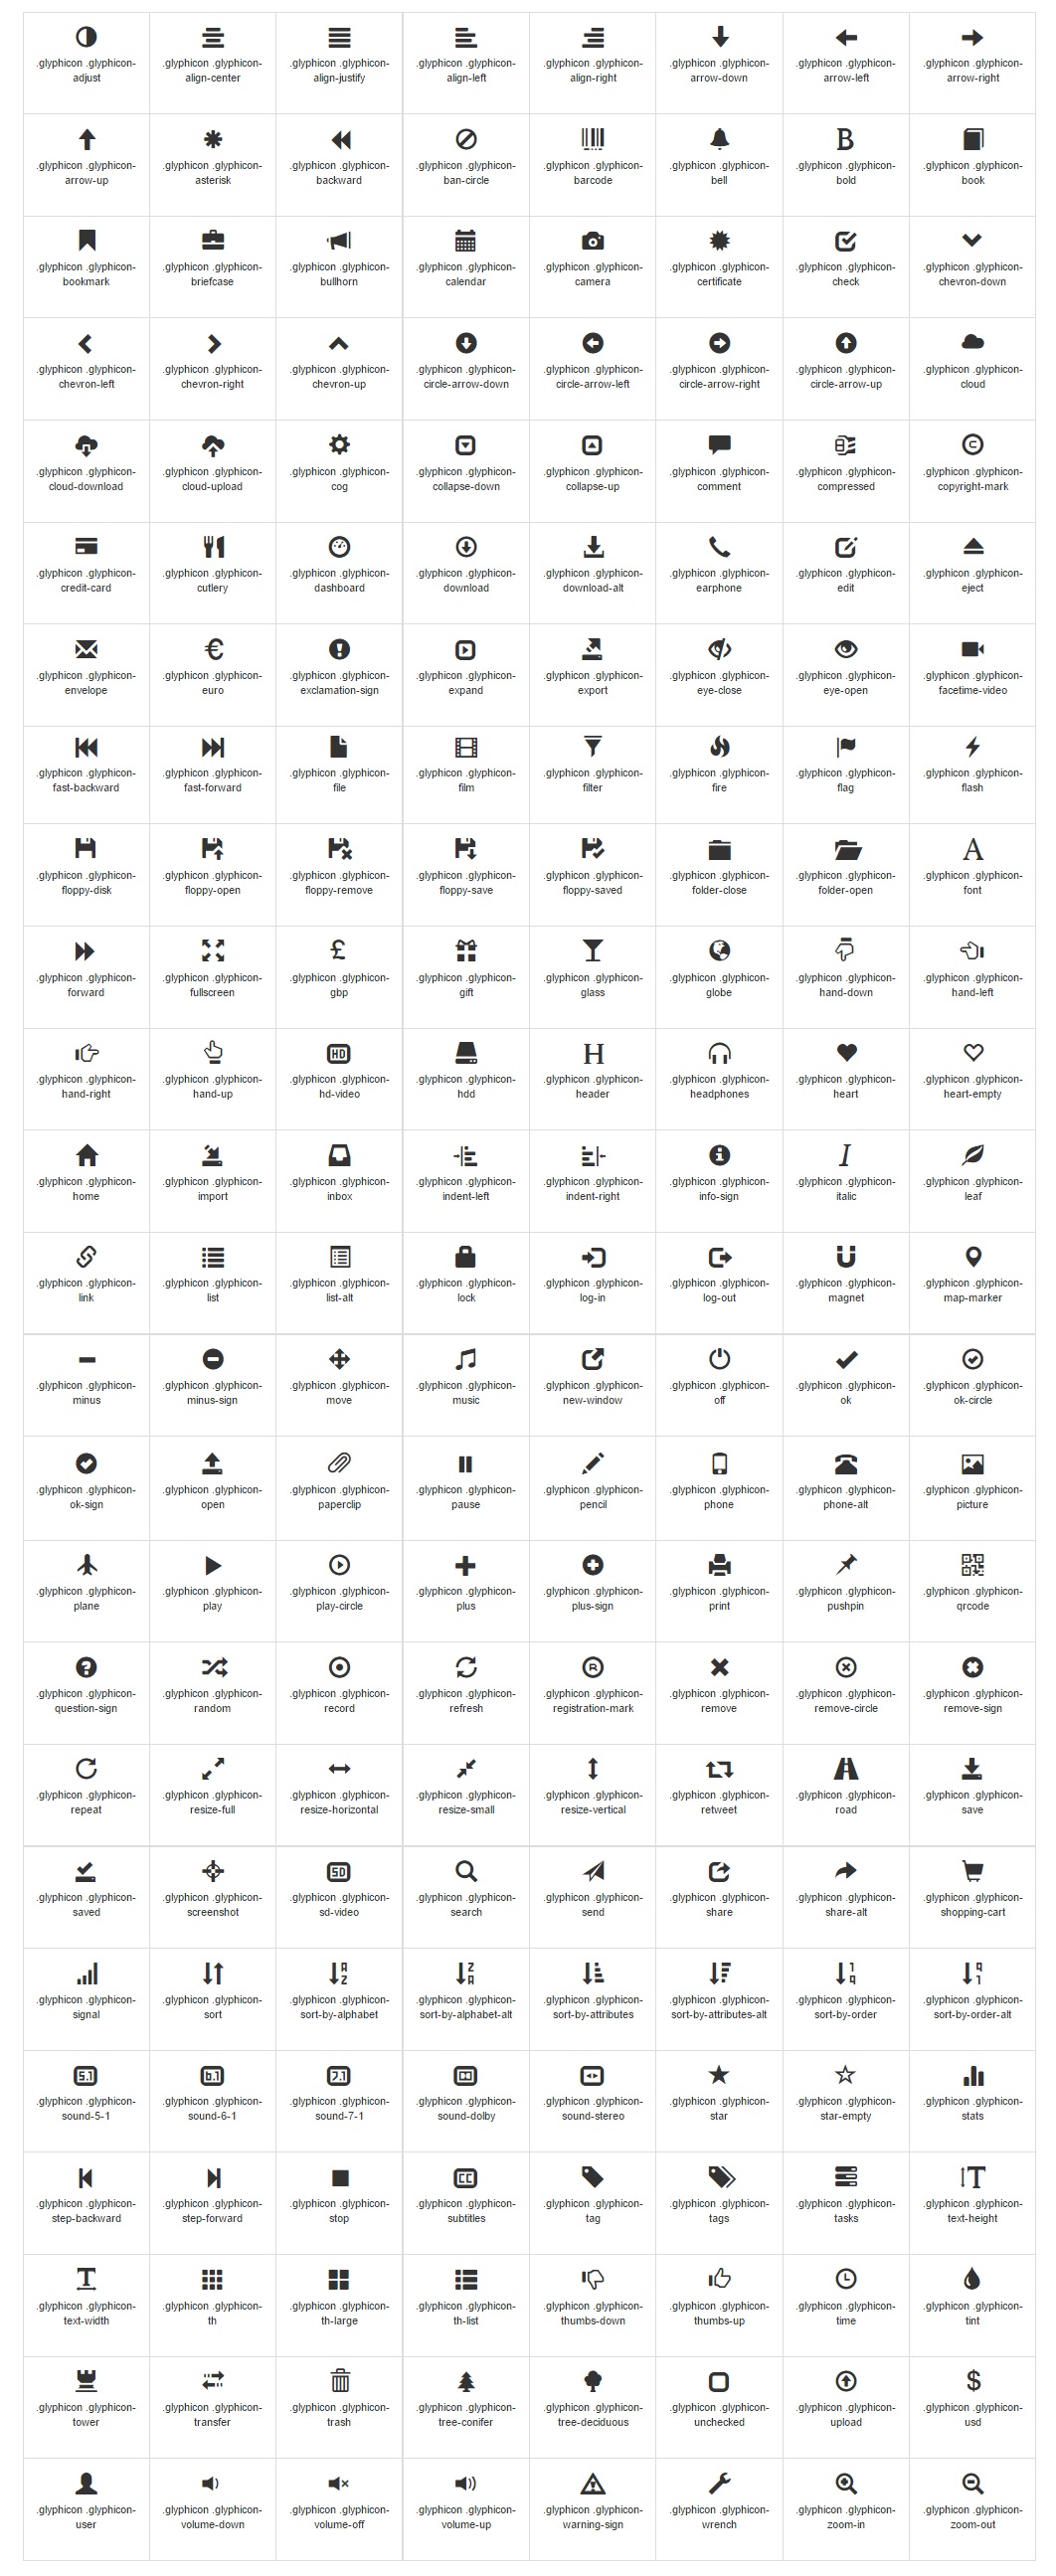 .glyphicon .glyphicon-
adjust
.glyphicon .glyphicon-
align-center
.glyphicon .glyphicon-
align-justify
.glyphicon .glyphicon-
align-left
.glyphicon .glyphicon-
align-right
.glyphicon .glyphicon-
arrow-down
.glyphicon .glyphicon-
arrow-left
.glyphicon .glyphicon-
arrow-right
.glyphicon .glyphicon-
arrow-up
.glyphicon .glyphicon-
asterisk
.glyphicon .glyphicon-
backward
.glyphicon .glyphicon-
ban-circle
.glyphicon .glyphicon-
barcode
.glyphicon .glyphicon-
bell
.glyphicon .glyphicon-
bold
.glyphicon .glyphicon-
book
.glyphicon .glyphicon-
bookmark
.glyphicon .glyphicon-
briefcase
.glyphicon .glyphicon-
bullhorn
.glyphicon .glyphicon-
calendar
.glyphicon .glyphicon-
camera
.glyphicon .glyphicon-
certificate
.glyphicon .glyphicon-
check
.glyphicon .glyphicon-
chevron-down
.glyphicon .glyphicon-
chevron-left
.glyphicon .glyphicon-
chevron-right
.glyphicon .glyphicon-
chevron-up
.glyphicon .glyphicon-
circle-arrow-down
.glyphicon .glyphicon-
circle-arrow-left
.glyphicon .glyphicon-
circle-arrow-right
.glyphicon .glyphicon-
circle-arrow-up
.glyphicon .glyphicon-
cloud
.glyphicon .glyphicon-
cloud-download
.glyphicon .glyphicon-
cloud-upload
.glyphicon .glyphicon-
cog
.glyphicon .glyphicon-
collapse-down
.glyphicon .glyphicon-
collapse-up
.glyphicon .glyphicon-
comment
.glyphicon .glyphicon-
compressed
.glyphicon .glyphicon-
copyright-mark
.glyphicon .glyphicon-
credit-card
.glyphicon .glyphicon-
cutlery
.glyphicon .glyphicon-
dashboard
.glyphicon .glyphicon-
download
.glyphicon .glyphicon-
download-alt
.glyphicon .glyphicon-
earphone
.glyphicon .glyphicon-
edit
.glyphicon .glyphicon-
eject
.glyphicon .glyphicon-
envelope
.glyphicon .glyphicon-
euro
.glyphicon .glyphicon-
exclamation-sign
.glyphicon .glyphicon-
expand
.glyphicon .glyphicon-
export
.glyphicon .glyphicon-
eye-close
.glyphicon .glyphicon-
eye-open
.glyphicon .glyphicon-
facetime-video
.glyphicon .glyphicon-
fast-backward
.glyphicon .glyphicon-
fast-forward
.glyphicon .glyphicon-
file
.glyphicon .glyphicon-
film
.glyphicon .glyphicon-
filter
.glyphicon .glyphicon-
fire
.glyphicon .glyphicon-
flag
.glyphicon .glyphicon-
flash
.glyphicon .glyphicon-
floppy-disk
.glyphicon .glyphicon-
floppy-open
.glyphicon .glyphicon-
floppy-remove
.glyphicon .glyphicon-
floppy-save
.glyphicon .glyphicon-
floppy-saved
.glyphicon .glyphicon-
folder-close
.glyphicon .glyphicon-
folder-open
.glyphicon .glyphicon-
font
.glyphicon .glyphicon-
forward
.glyphicon .glyphicon-
fullscreen
.glyphicon .glyphicon-
gbp
.glyphicon .glyphicon-
gift
.glyphicon .glyphicon-
glass
.glyphicon .glyphicon-
globe
.glyphicon .glyphicon-
hand-down
.glyphicon .glyphicon-
hand-left
.glyphicon .glyphicon-
hand-right
.glyphicon .glyphicon-
hand-up
.glyphicon .glyphicon-
hd-video
.glyphicon .glyphicon-
hdd
.glyphicon .glyphicon-
header
.glyphicon .glyphicon-
headphones
.glyphicon .glyphicon-
heart
.glyphicon .glyphicon-
heart-empty
.glyphicon .glyphicon-
home
.glyphicon .glyphicon-
import
.glyphicon .glyphicon-
inbox
.glyphicon .glyphicon-
indent-left
.glyphicon .glyphicon-
indent-right
.glyphicon .glyphicon-
info-sign
.glyphicon .glyphicon-
italic
.glyphicon .glyphicon-
leaf
.glyphicon .glyphicon-
link
.glyphicon .glyphicon-
list
.glyphicon .glyphicon-
list-alt
.glyphicon .glyphicon-
lock
.glyphicon .glyphicon-
log-in
.glyphicon .glyphicon-
log-out
.glyphicon .glyphicon-
magnet
.glyphicon .glyphicon-
map-marker
.glyphicon .glyphicon-
minus
.glyphicon .glyphicon-
minus-sign
.glyphicon .glyphicon-
move
.glyphicon .glyphicon-
music
.glyphicon .glyphicon-
new-window
.glyphicon .glyphicon-
off
.glyphicon .glyphicon-
ok
.glyphicon .glyphicon-
ok-circle
.glyphicon .glyphicon-
ok-sign
.glyphicon .glyphicon-
open
.glyphicon .glyphicon-
paperclip
.glyphicon .glyphicon-
pause
.glyphicon .glyphicon-
pencil
.glyphicon .glyphicon-
phone
.glyphicon .glyphicon-
phone-alt
.glyphicon .glyphicon-
picture
.glyphicon .glyphicon-
plane
.glyphicon .glyphicon-
play
.glyphicon .glyphicon-
play-circle
.glyphicon .glyphicon-
plus
.glyphicon .glyphicon-
plus-sign
.glyphicon .glyphicon-
print
.glyphicon .glyphicon-
pushpin
.glyphicon .glyphicon-
qrcode
.glyphicon .glyphicon-
question-sign
.glyphicon .glyphicon-
random
.glyphicon .glyphicon-
record
.glyphicon .glyphicon-
refresh
.glyphicon .glyphicon-
registration-mark
.glyphicon .glyphicon-
remove
.glyphicon .glyphicon-
remove-circle
.glyphicon .glyphicon-
remove-sign
.glyphicon .glyphicon-
repeat
.glyphicon .glyphicon-
resize-full
.glyphicon .glyphicon-
resize-horizontal
.glyphicon .glyphicon-
resize-small
.glyphicon .glyphicon-
resize-vertical
.glyphicon .glyphicon-
retweet
.glyphicon .glyphicon-
road
.glyphicon .glyphicon-
save
.glyphicon .glyphicon-
saved
.glyphicon .glyphicon-
screenshot
.glyphicon .glyphicon-
sd-video
.glyphicon .glyphicon-
search
.glyphicon .glyphicon-
send
.glyphicon .glyphicon-
share
.glyphicon .glyphicon-
share-alt
.glyphicon .glyphicon-
shopping-cart
.glyphicon .glyphicon-
signal
.glyphicon .glyphicon-
sort
.glyphicon .glyphicon-
sort-by-alphabet
.glyphicon .glyphicon-
sort-by-alphabet-alt
.glyphicon .glyphicon-
sort-by-attributes
.glyphicon .glyphicon-
sort-by-attributes-alt
.glyphicon .glyphicon-
sort-by-order
.glyphicon .glyphicon-
sort-by-order-alt
.glyphicon .glyphicon-
sound-5-1
.glyphicon .glyphicon-
sound-6-1
.glyphicon .glyphicon-
sound-7-1
.glyphicon .glyphicon-
sound-dolby
.glyphicon .glyphicon-
sound-stereo
.glyphicon .glyphicon-
star
.glyphicon .glyphicon-
star-empty
.glyphicon .glyphicon-
stats
.glyphicon .glyphicon-
step-backward
.glyphicon .glyphicon-
step-forward
.glyphicon .glyphicon-
stop
.glyphicon .glyphicon-
subtitles
.glyphicon .glyphicon-
tag
.glyphicon .glyphicon-
tags
.glyphicon .glyphicon-
tasks
.glyphicon .glyphicon-
text-height
.glyphicon .glyphicon-
text-width
.glyphicon .glyphicon-
th
.glyphicon .glyphicon-
th-large
.glyphicon .glyphicon-
th-list
.glyphicon .glyphicon-
thumbs-down
.glyphicon .glyphicon-
thumbs-up
.glyphicon .glyphicon-
time
.glyphicon .glyphicon-
tint
.glyphicon .glyphicon-
tower
.glyphicon .glyphicon-
transfer
.glyphicon .glyphicon-
trash
.glyphicon .glyphicon-
tree-conifer
.glyphicon .glyphicon-
tree-deciduous
.glyphicon .glyphicon-
unchecked
.glyphicon .glyphicon-
upload
.glyphicon .glyphicon-
usd
.glyphicon .glyphicon-
user
.glyphicon .glyphicon-
volume-down
.glyphicon .glyphicon-
volume-off
.glyphicon .glyphicon-
volume-up
.glyphicon .glyphicon-
warning-sign
.glyphicon .glyphicon-
wrench
.glyphicon .glyphicon-
zoom-in
.glyphicon .glyphicon-
zoom-out